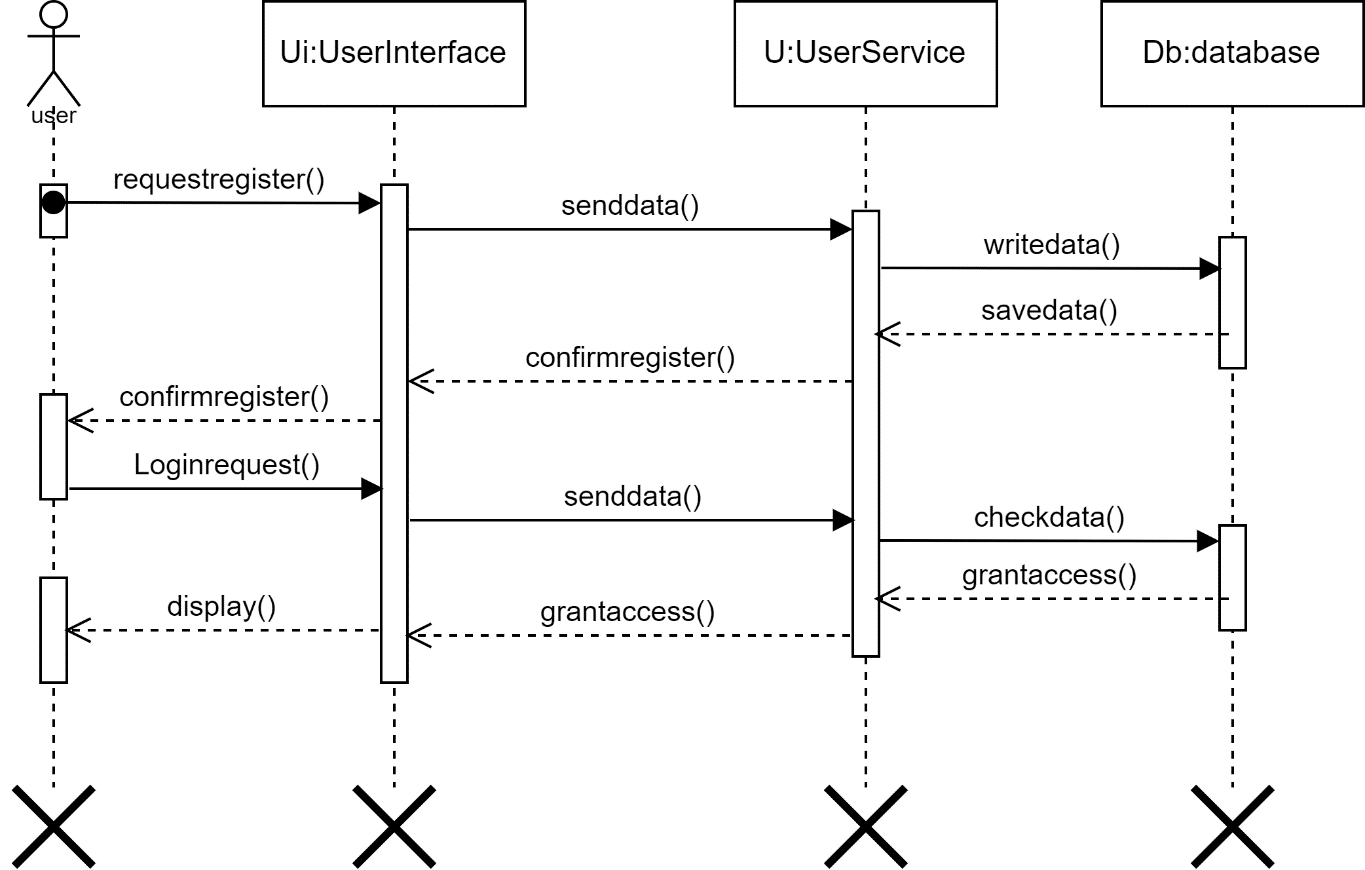 user
Ui:UserInterface
U:UserService
Db:database
requestregister()
senddata()
writedata()
savedata()
confirmregister()
confirmregister()
Loginrequest()
senddata()
checkdata()
grantaccess()
display()
grantaccess()